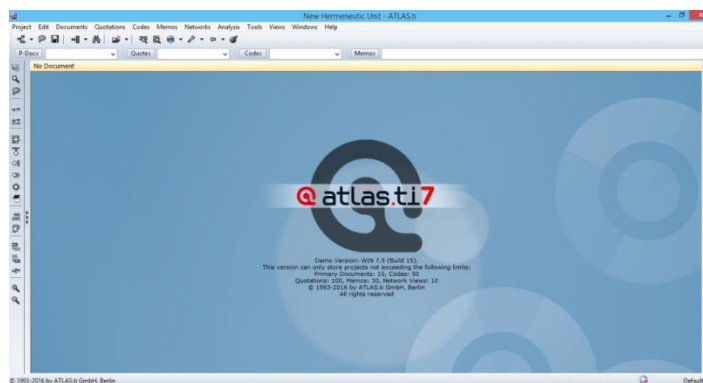 New Hermeneutic Unit - ATLAS.ti
Project Edit Documents Quotations Codes Memos Networks Analysis Tools Views Windows Help
P-Docs Quotes Codes Memos
No Document
@ atlas.ti7
Demo Version: WIN 7.5 (Build 15).
This version can only store projects not exceeding the following limits:
Primary Documents: 10, Codes: 50
Quotations: 100, Memos: 30, Network Views: 10
© 1993-2016 by ATLAS.ti GmbH, Berlin
All rights reserved
© 1993-2016 by ATLAS.ti GmbH, Berlin Default